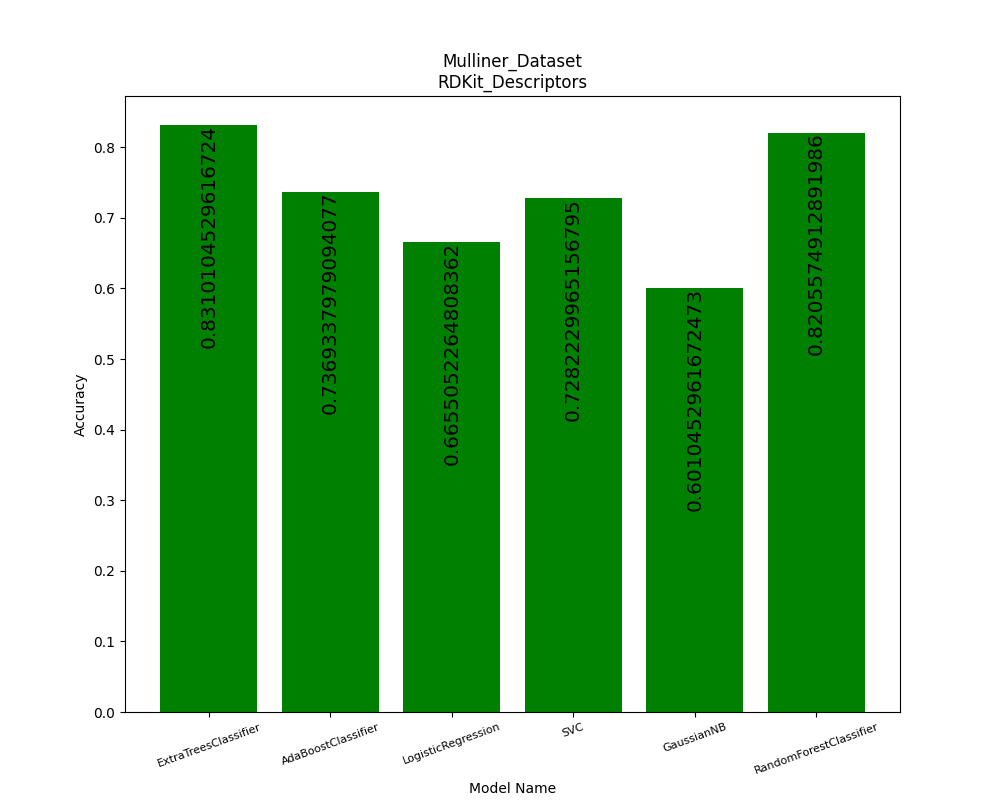 Mulliner_Dataset
RDKit_Descriptors
Accuracy
0.8
0.7
0.6
0.5
0.4
0.3
0.2
0.1
0.0
0.8310104529616724
0.7369337979094077
0.6655052264808362
0.7282229965156795
0.6010452961672473
0.8205574912891986
ExtraTreesClassifier
AdaBoostClassifier
LogisticRegression
SVC
GaussianNB
RandomForestClassifier
Model Name